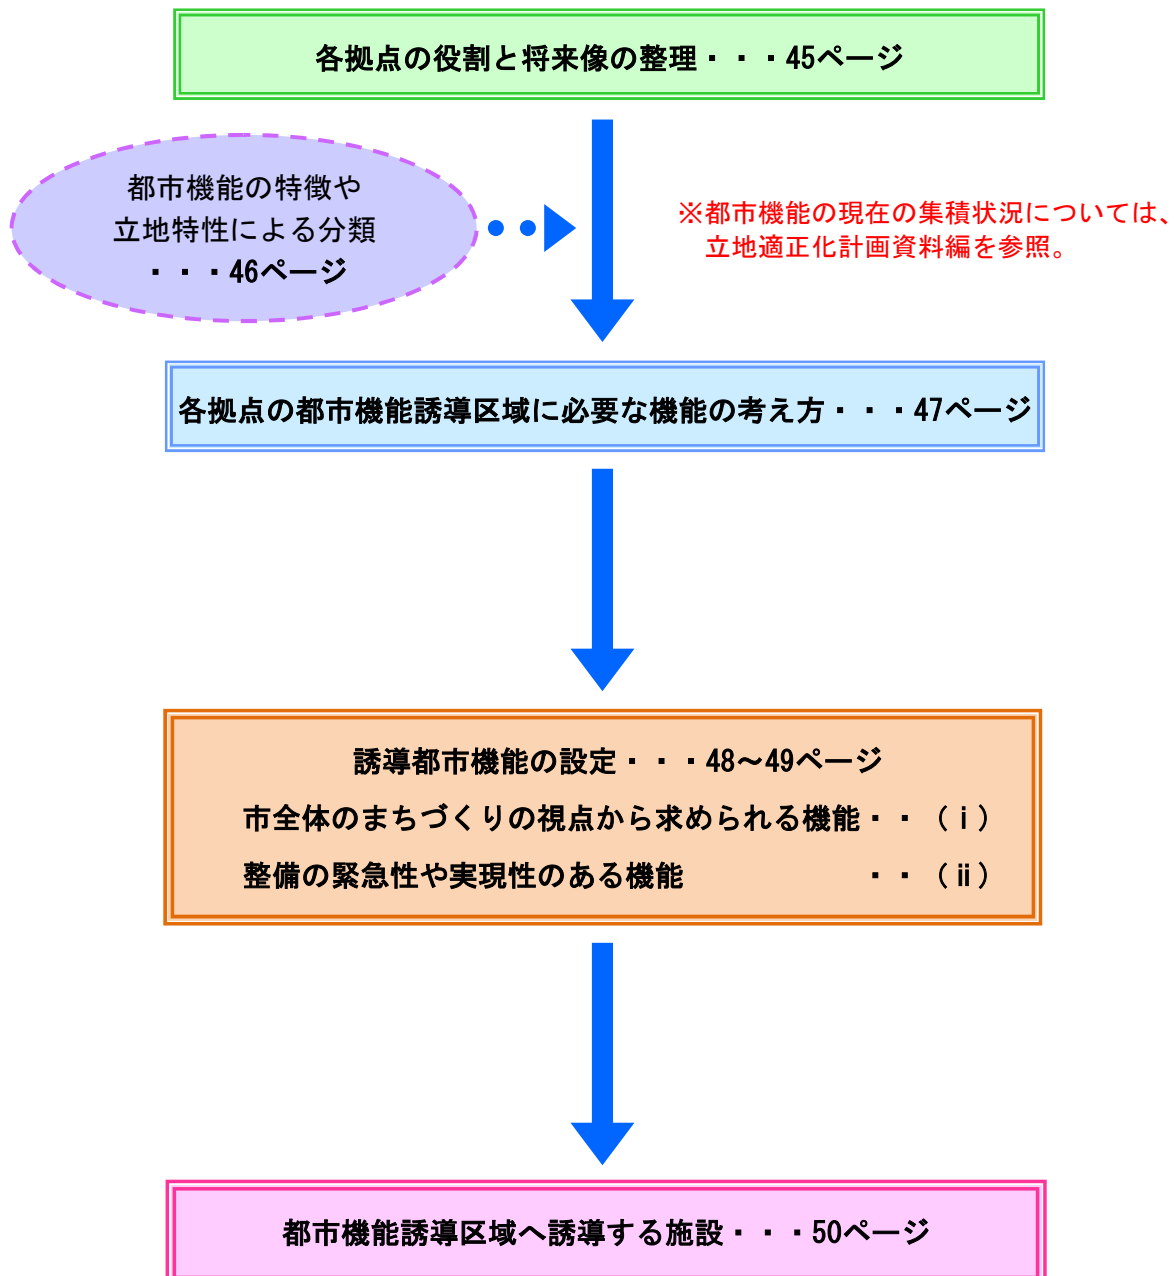 各拠点の役割と将来像の整理・・・45ページ
都市機能の特徴や
立地特性による分類
・・・46ページ
※都市機能の現在の集積状況については、
立地適正化計画資料編を参照。
各拠点の都市機能誘導区域に必要な機能の考え方・・・47ページ
誘導都市機能の設定・・・48～49ページ
市全体のまちづくりの視点から求められる機能・・（ⅰ）
整備の緊急性や実現性のある機能　　　　　　・・（ⅱ）
都市機能誘導区域へ誘導する施設・・・50ページ